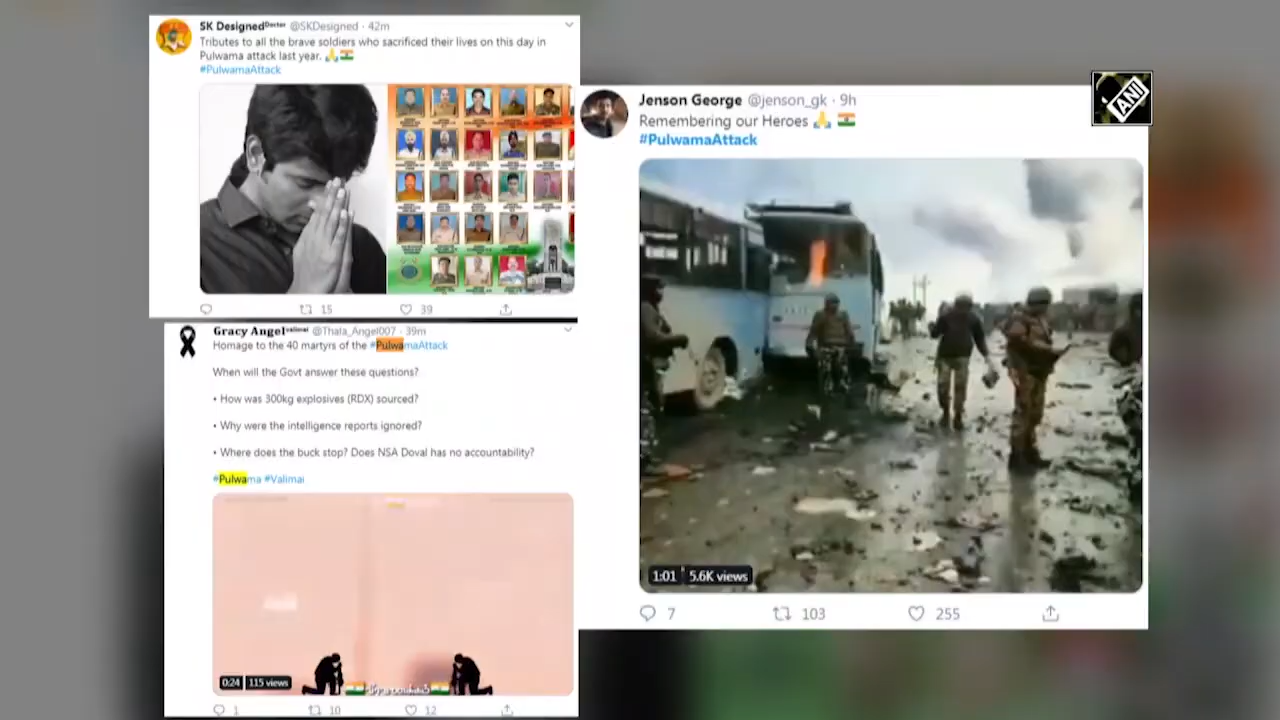 SK Designed Doctor @SKDesigned · 42m
Tributes to all the brave soldiers who sacrificed their lives on this day in
Pulwama attack last year. 🙏🇮🇳
#PulwamaAttack
15 39
Gracy Angel valimai @Thala_Angel007 · 39m
Homage to the 40 martyrs of the #PulwamaAttack
When will the Govt answer these questions?
• How was 300kg explosives (RDX) sourced?
• Why were the intelligence reports ignored?
• Where does the buck stop? Does NSA Doval has no accountability?
#Pulwama #Valimai
0:24 115 views
1 10 12
Jenson George @jenson_gk · 9h
Remembering our Heroes 🙏 🇮🇳
#PulwamaAttack
1:01 5.6K views
7 103 255
ANI